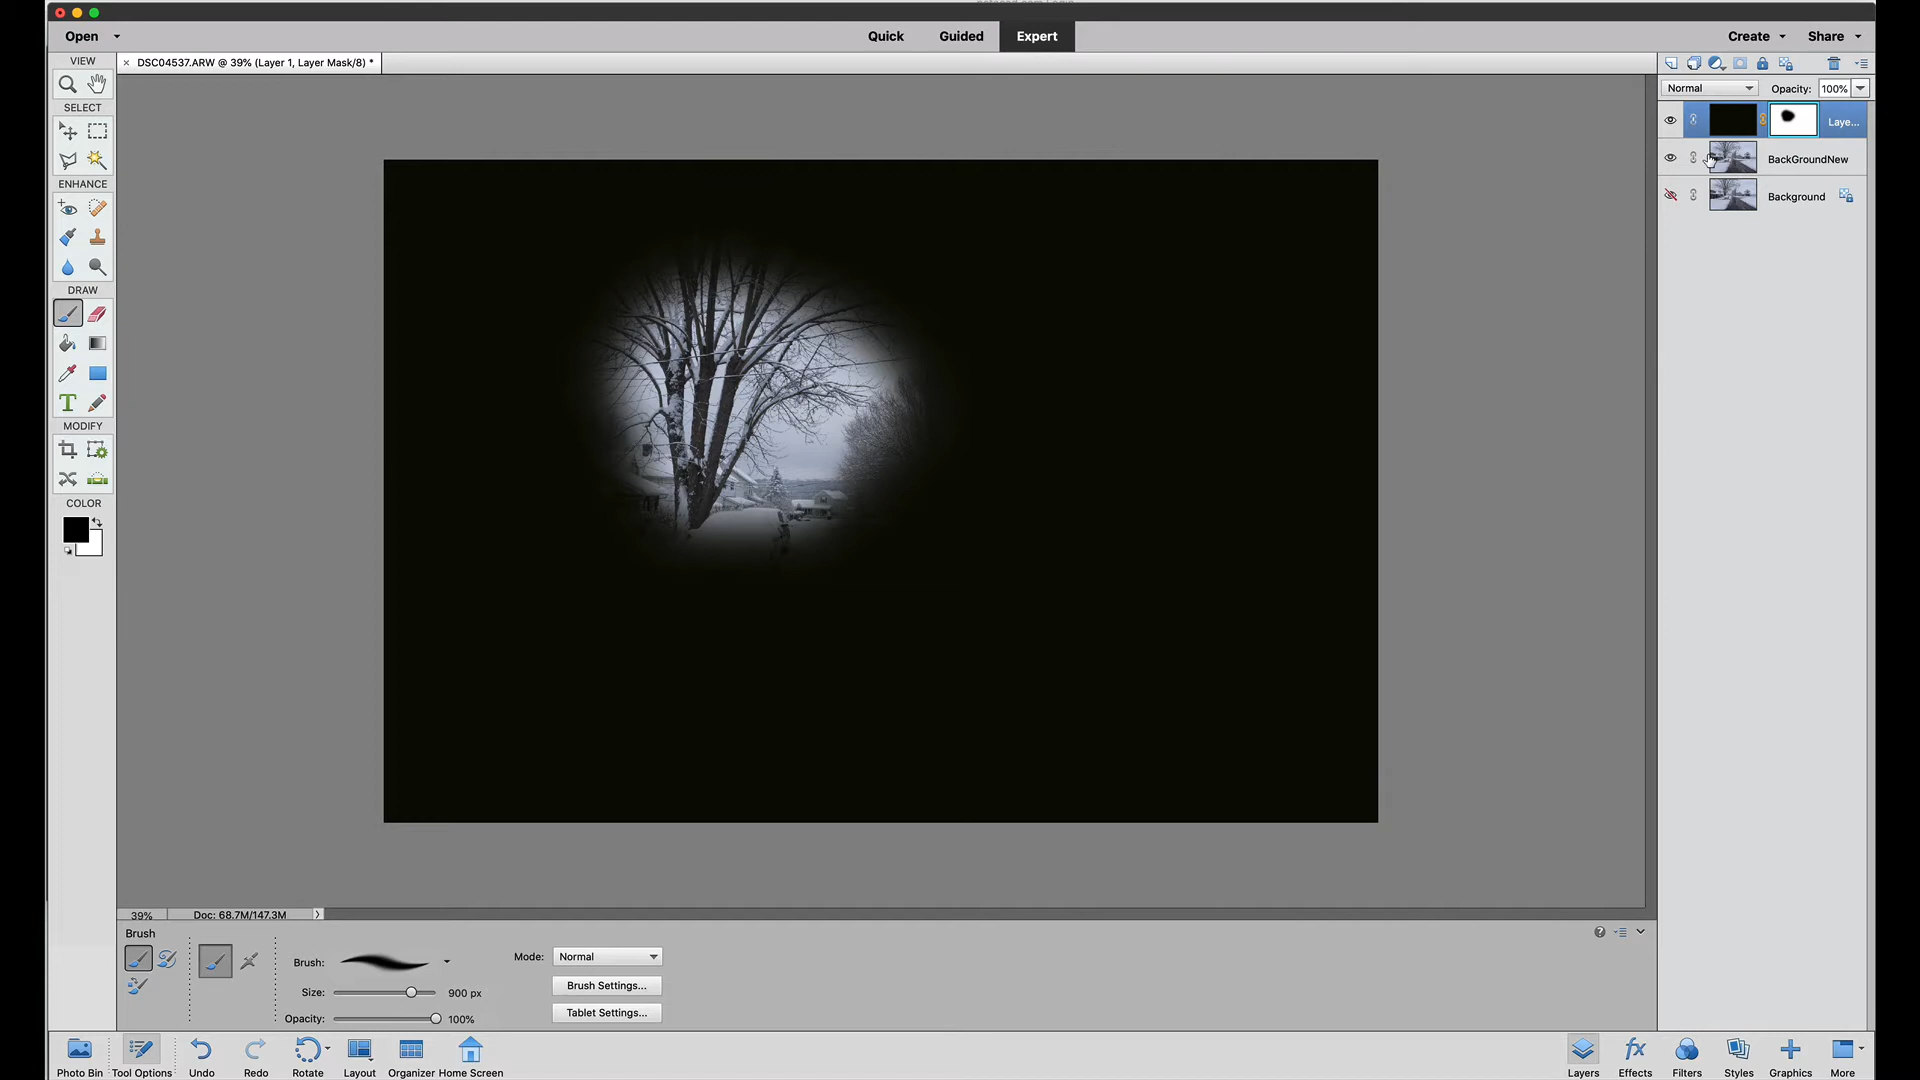 Open
Quick
Guided
Expert
Create
Share
VIEW
DSC04537.ARW @ 39% (Layer 1, Layer Mask/8) *
SELECT
ENHANCE
DRAW
MODIFY
COLOR
Normal
Opacity: 100%
Laye...
BackGroundNew
Background
39%
Doc: 68.7M/147.3M
Brush
Brush:
Mode: Normal
Brush Settings...
Size: 900 px
Tablet Settings...
Opacity: 100%
Photo Bin
Tool Options
Undo
Redo
Rotate
Layout
Organizer
Home Screen
Layers
Effects
Filters
Styles
Graphics
More